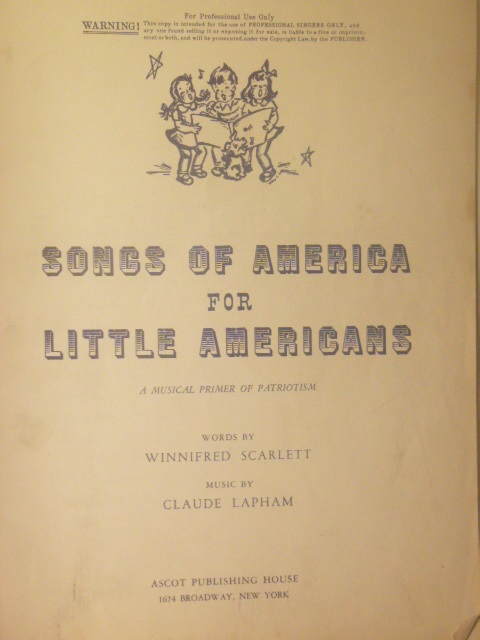 For Professional Use Only
WARNING! This copy is intended for the use of PROFESSIONAL SINGERS ONLY, and
any one found selling it or exposing it for sale, is liable to a fine or imprison-
ment or both, and will be prosecuted under the Copyright Law, by the PUBLISHER.
SONGS OF AMERICA
FOR
LITTLE AMERICANS
A MUSICAL PRIMER OF PATRIOTISM
WORDS BY
WINNIFRED SCARLETT
MUSIC BY
CLAUDE LAPHAM
ASCOT PUBLISHING HOUSE
1674 BROADWAY, NEW YORK